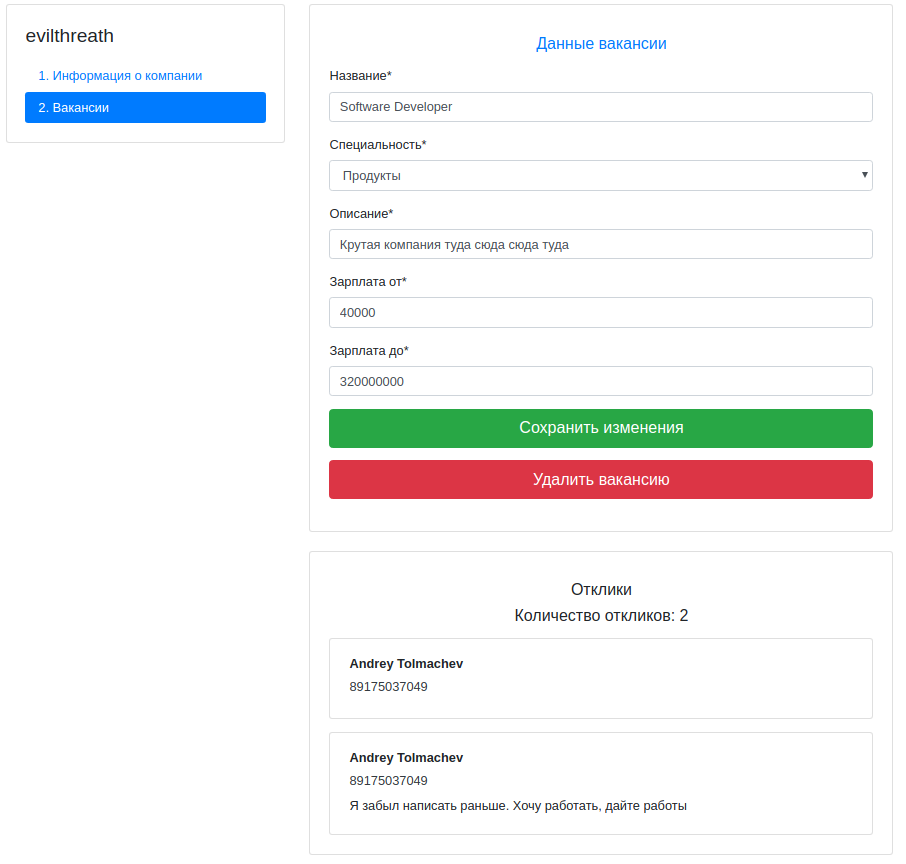 evilthreath
1. Информация о компании
2. Вакансии
Данные вакансии
Название*
Software Developer
Специальность*
Продукты
Описание*
Крутая компания туда сюда сюда туда
Зарплата от*
40000
Зарплата до*
320000000
Сохранить изменения
Удалить вакансию
Отклики
Количество откликов: 2
Andrey Tolmachev
89175037049
Andrey Tolmachev
89175037049
Я забыл написать раньше. Хочу работать, дайте работы